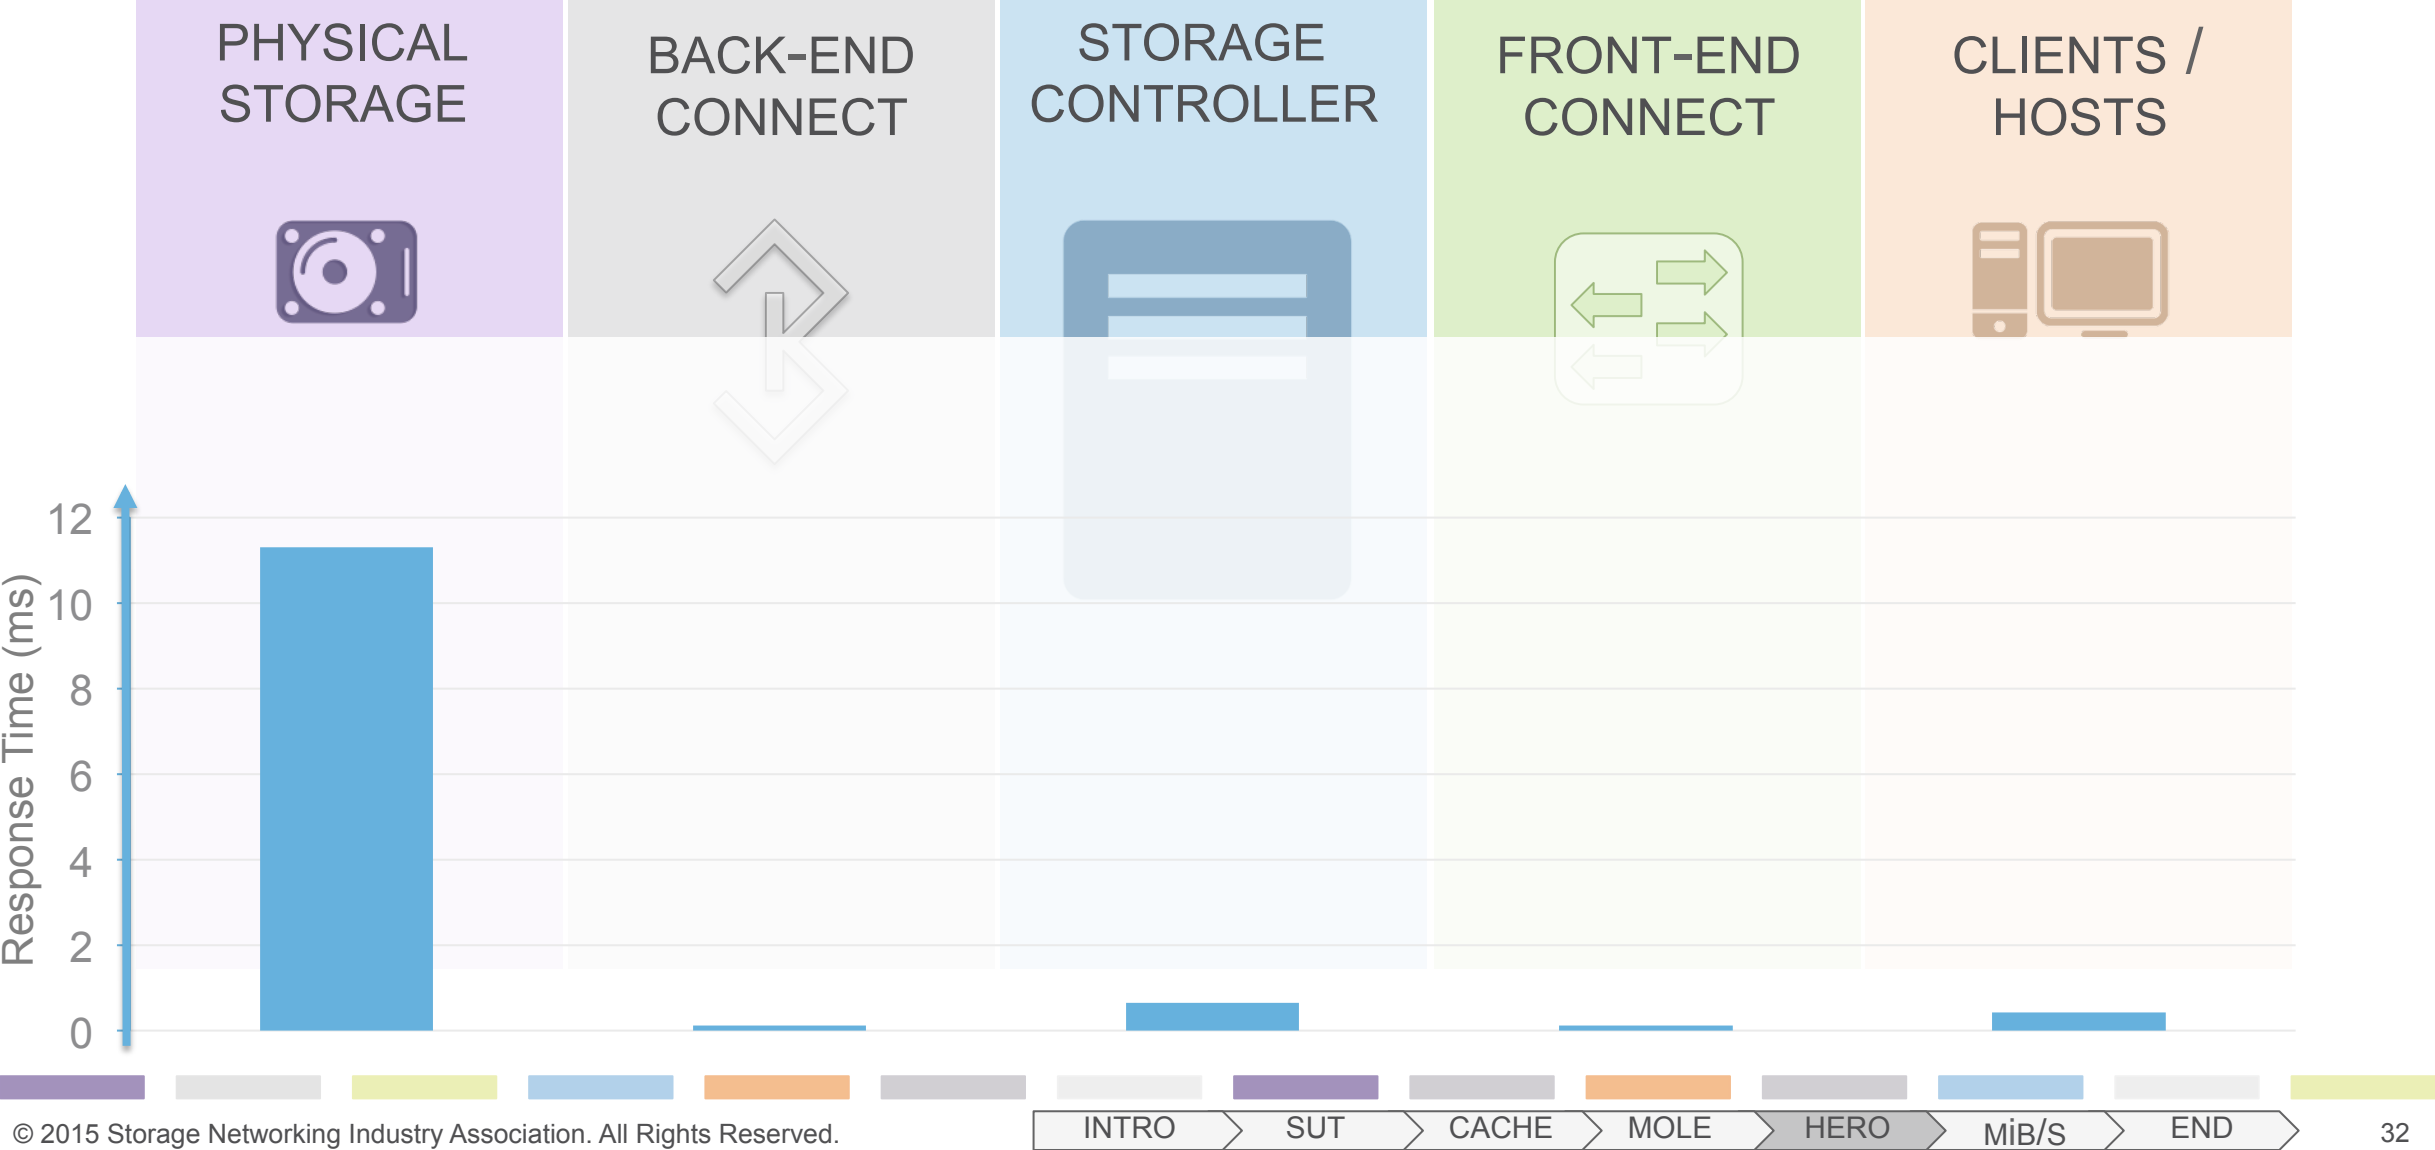 PHYSICAL
STORAGE
BACK-END
CONNECT
STORAGE
CONTROLLER
FRONT-END
CONNECT
CLIENTS /
HOSTS
Response Time (ms)
12
10
8
6
4
2
0
© 2015 Storage Networking Industry Association. All Rights Reserved.
INTRO
SUT
CACHE
MOLE
HERO
MiB/S
END
32